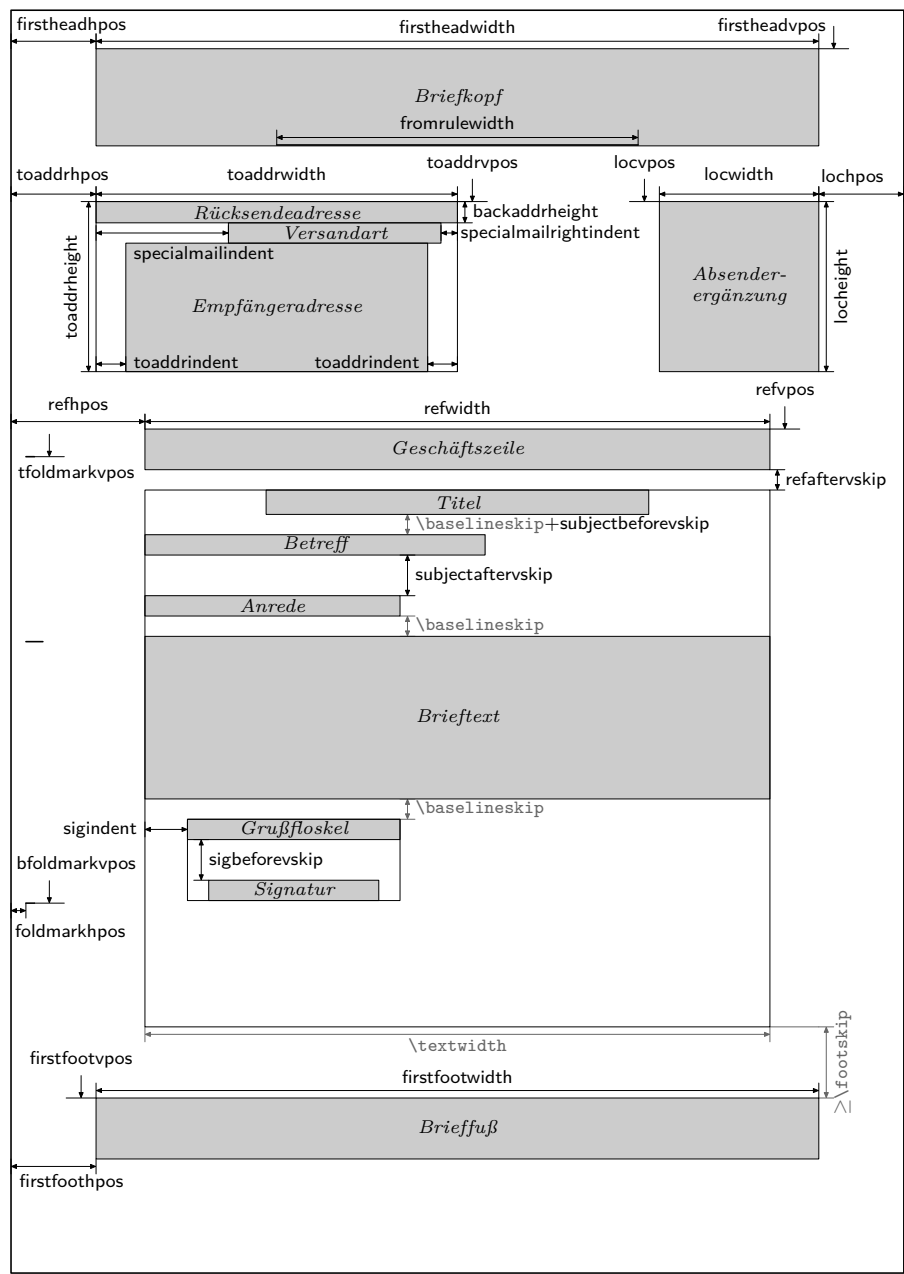 firstheadhpos
firstheadwidth
firstheadvpos
Briefkopf
fromrulewidth
toaddrhpos
toaddrwidth
toaddrvpos
locvpos
locwidth
lochpos
Rücksendeadresse
backaddrheight
Versandart
specialmailrightindent
specialmailindent
toaddrheight
Empfängeradresse
Absender-
ergänzung
locheight
toaddrindent
toaddrindent
refhpos
refwidth
refvpos
Geschäftszeile
tfoldmarkvpos
refaftervskip
Titel
\baselineskip+subjectbeforevskip
Betreff
subjectaftervskip
Anrede
\baselineskip
Brieftext
\baselineskip
sigindent
Grußfloskel
bfoldmarkvpos
sigbeforevskip
Signatur
foldmarkhpos
\textwidth
≥\footskip
firstfootvpos
firstfootwidth
Brieffuß
firstfoothpos